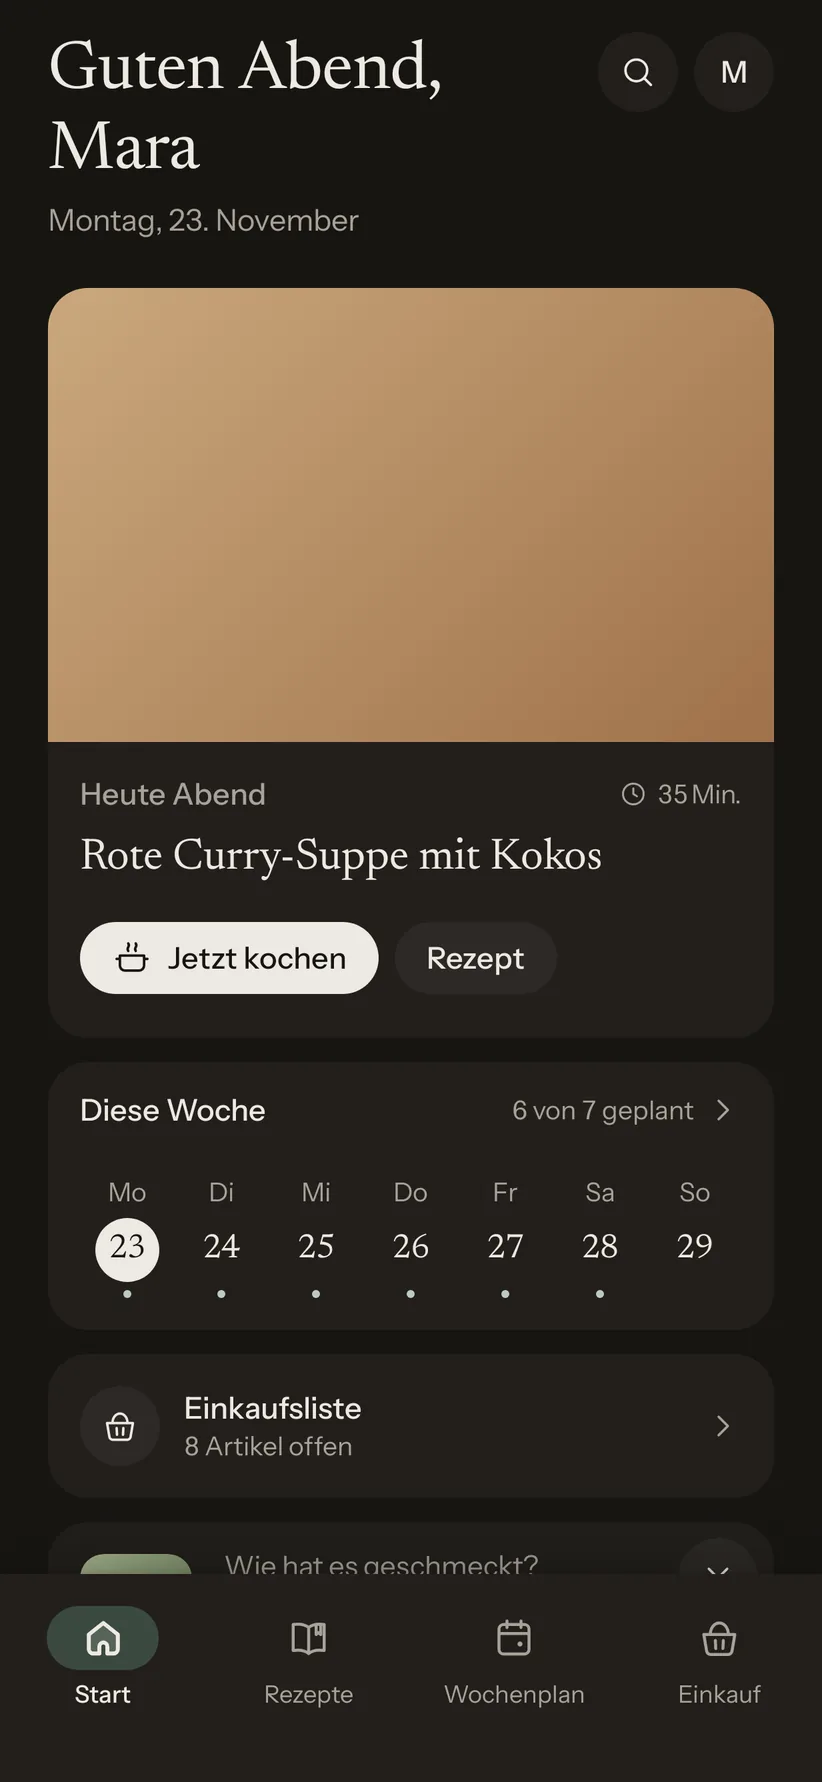 Guten Abend,
Mara
M
Montag, 23. November
Heute Abend
35 Min.
Rote Curry-Suppe mit Kokos
Jetzt kochen
Rezept
Diese Woche
6 von 7 geplant
Mo Di Mi Do Fr Sa So
23 24 25 26 27 28 29
Einkaufsliste
8 Artikel offen
Wie hat es geschmeckt?
Start Rezepte Wochenplan Einkauf